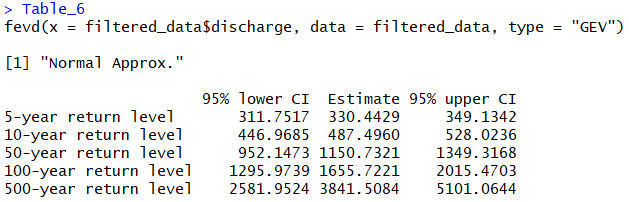 > Table_6
fevd(x = filtered_data$discharge, data = filtered_data, type = "GEV")
[1] "Normal Approx."
95% lower CI Estimate 95% upper CI
5-year return level 311.7517 330.4429 349.1342
10-year return level 446.9685 487.4960 528.0236
50-year return level 952.1473 1150.7321 1349.3168
100-year return level 1295.9739 1655.7221 2015.4703
500-year return level 2581.9524 3841.5084 5101.0644